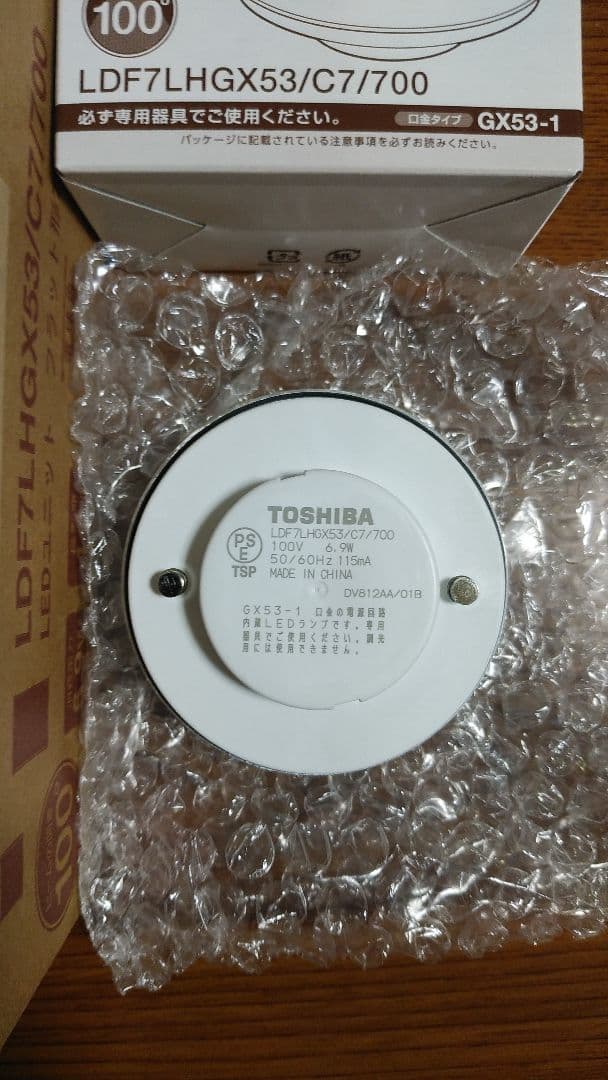 100°
LDF7LHGX53/C7/700
必ず専用器具でご使用ください。 口金タイプ GX53-1
パッケージに記載されている注意事項を必ずお読みください。
LDF7LHGX53/C7/700
LEDユニット フラット形
100
TOSHIBA
LDF7LHGX53/C7/700
100V 6.9W
50/60Hz 115mA
MADE IN CHINA
PS
E
TSP
DV812AA/01B
GX53-1 口金の電源回路
内蔵LEDランプです。専用
器具でご使用ください。調光
用には使用できません。